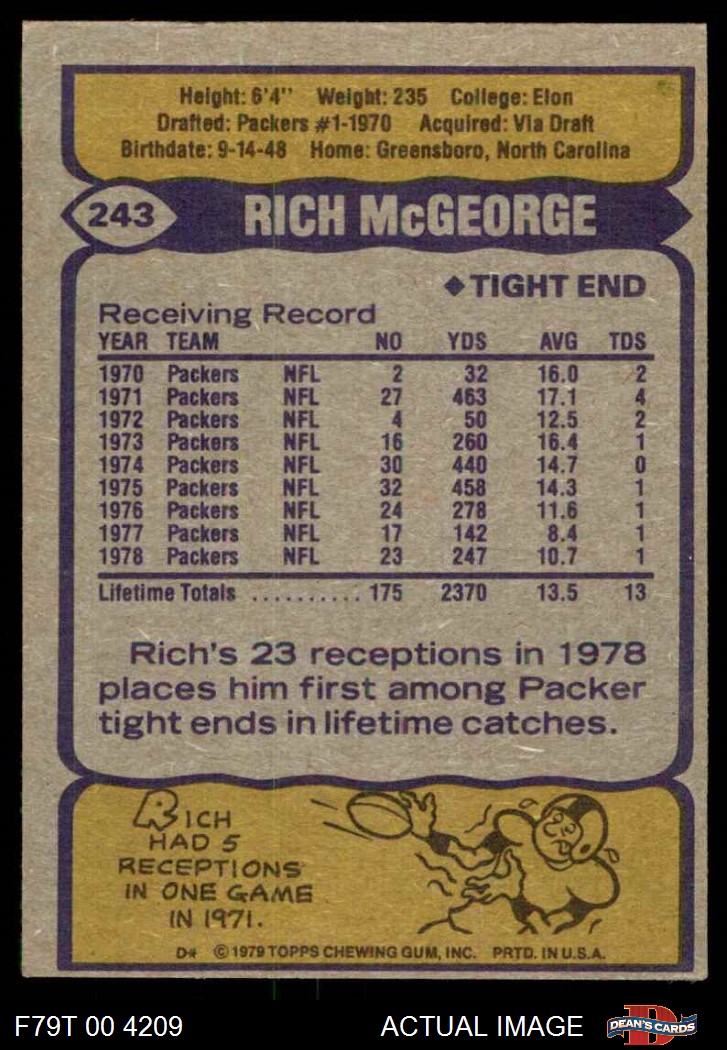 Height: 6'4" Weight: 235 College: Elon
Drafted: Packers #1-1970 Acquired: Via Draft
Birthdate: 9-14-48 Home: Greensboro, North Carolina
243 RICH McGEORGE
◆TIGHT END
Receiving Record
YEAR TEAM NO YDS AVG TDS
1970 Packers NFL 2 32 16.0 2
1971 Packers NFL 27 463 17.1 4
1972 Packers NFL 4 50 12.5 2
1973 Packers NFL 16 260 16.4 1
1974 Packers NFL 30 440 14.7 0
1975 Packers NFL 32 458 14.3 1
1976 Packers NFL 24 278 11.6 1
1977 Packers NFL 17 142 8.4 1
1978 Packers NFL 23 247 10.7 1
Lifetime Totals .......... 175 2370 13.5 13
Rich's 23 receptions in 1978
places him first among Packer
tight ends in lifetime catches.
RICH
HAD 5
RECEPTIONS
IN ONE GAME
IN 1971.
D* © 1979 TOPPS CHEWING GUM, INC. PRTD. IN U.S.A.
F79T 00 4209 ACTUAL IMAGE D DEAN'S CARDS